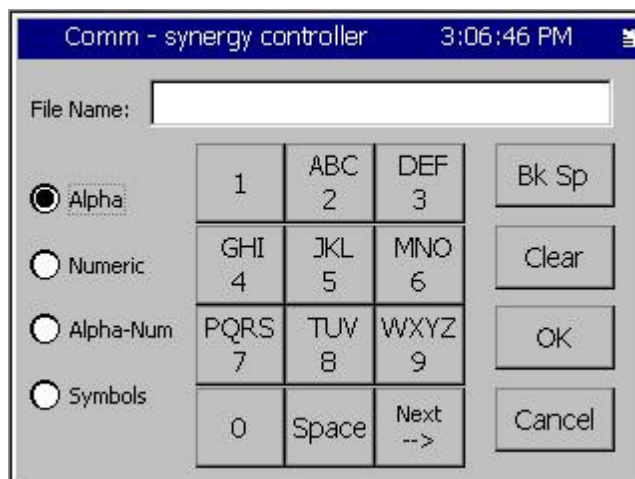 Comm - synergy controller 3:06:46 PM
File Name:
Alpha
Numeric
Alpha-Num
Symbols
1
ABC
2
DEF
3
GHI
4
JKL
5
MNO
6
PQRS
7
TUV
8
WXYZ
9
0
Space
Next
-->
Bk Sp
Clear
OK
Cancel